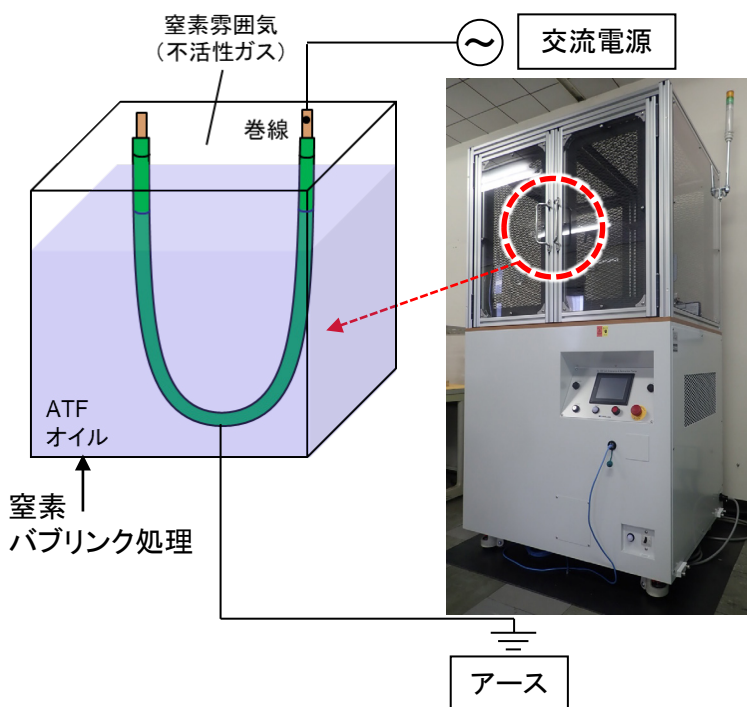 窒素雰囲気
（不活性ガス）
交流電源
巻線
ATF
オイル
窒素
バブリンク処理
アース